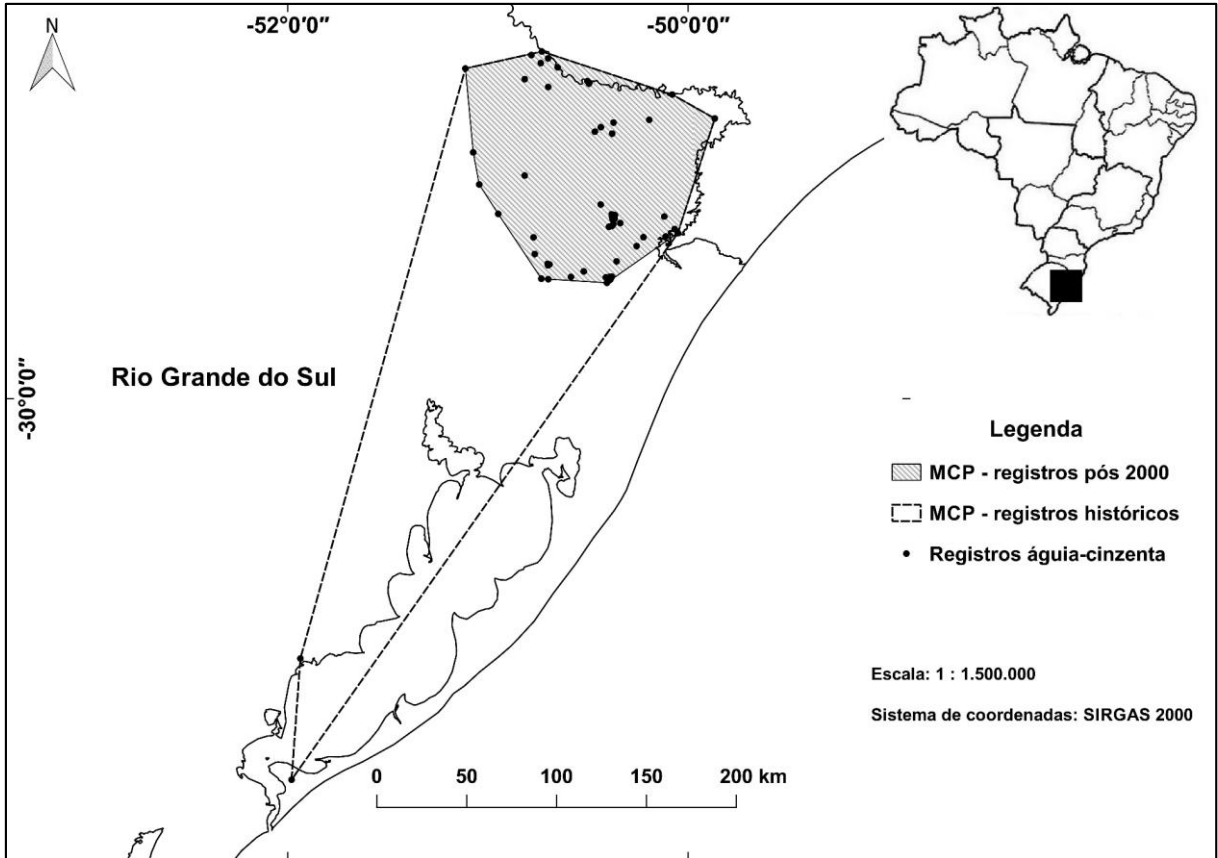 N
-52°0'0"
-50°0'0"
-30°0'0"
Rio Grande do Sul
Legenda
MCP - registros pós 2000
MCP - registros históricos
Registros águia-cinzenta
Escala: 1 : 1.500.000
Sistema de coordenadas: SIRGAS 2000
0 50 100 150 200 km